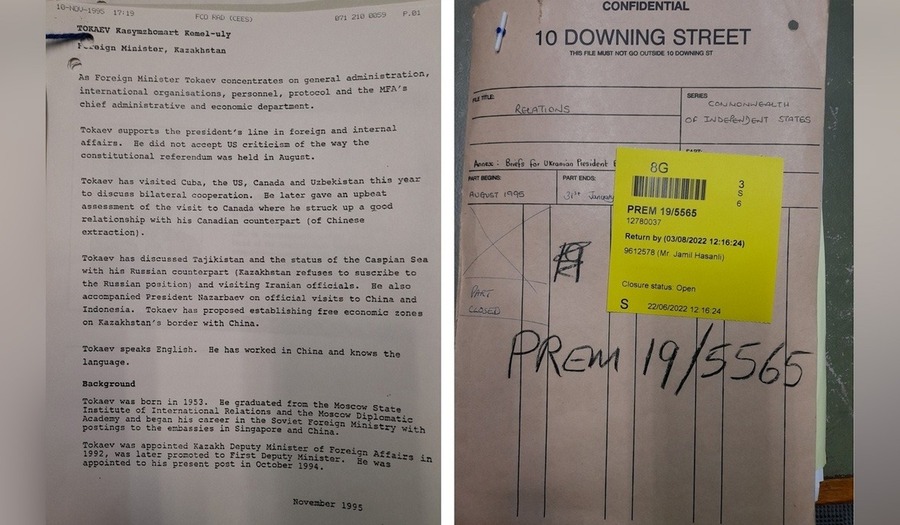 10-NOV-1995 17:19 FCO RAD (CEES) 071 210 0059 P.01
TOKAEV Kasymzhomart Kemel-uly
Foreign Minister, Kazakhstan
As Foreign Minister Tokaev concentrates on general administration,
international organisations, personnel, protocol and the MFA's
chief administrative and economic department.
Tokaev supports the president's line in foreign and internal
affairs. He did not accept US criticism of the way the
constitutional referendum was held in August.
Tokaev has visited Cuba, the US, Canada and Uzbekistan this year
to discuss bilateral cooperation. He later gave an upbeat
assessment of the visit to Canada where he struck up a good
relationship with his Canadian counterpart (of Chinese
extraction).
Tokaev has discussed Tajikistan and the status of the Caspian Sea
with his Russian counterpart (Kazakhstan refuses to suscribe to
the Russian position) and visiting Iranian officials. He also
accompanied President Nazarbaev on official visits to China and
Indonesia. Tokaev has proposed establishing free economic zones
on Kazakhstan's border with China.
Tokaev speaks English. He has worked in China and knows the
language.
Background
Tokaev was born in 1953. He graduated from the Moscow State
Institute of International Relations and the Moscow Diplomatic
Academy and began his career in the Soviet Foreign Ministry with
postings to the embassies in Singapore and China.
Tokaev was appointed Kazakh Deputy Minister of Foreign Affairs in
1992, was later promoted to First Deputy Minister. He was
appointed to his present post in October 1994.
November 1995
CONFIDENTIAL
10 DOWNING STREET
THIS FILE MUST NOT GO OUTSIDE 10 DOWNING ST
FILE TITLE:
RELATIONS
SERIES
COMMONWEALTH
OF INDEPENDENT STATES
PART:
Annex: Briefs for Ukranian President
PART BEGINS:
AUGUST 1995
PART ENDS:
31st January
PART
CLOSED
19
8G
3
S
6
PREM 19/5565
12780037
Return by (03/08/2022 12:16:24)
9612578 (Mr. Jamil Hasanli)
Closure status: Open
S 22/06/2022 12:16:24
PREM 19/5565